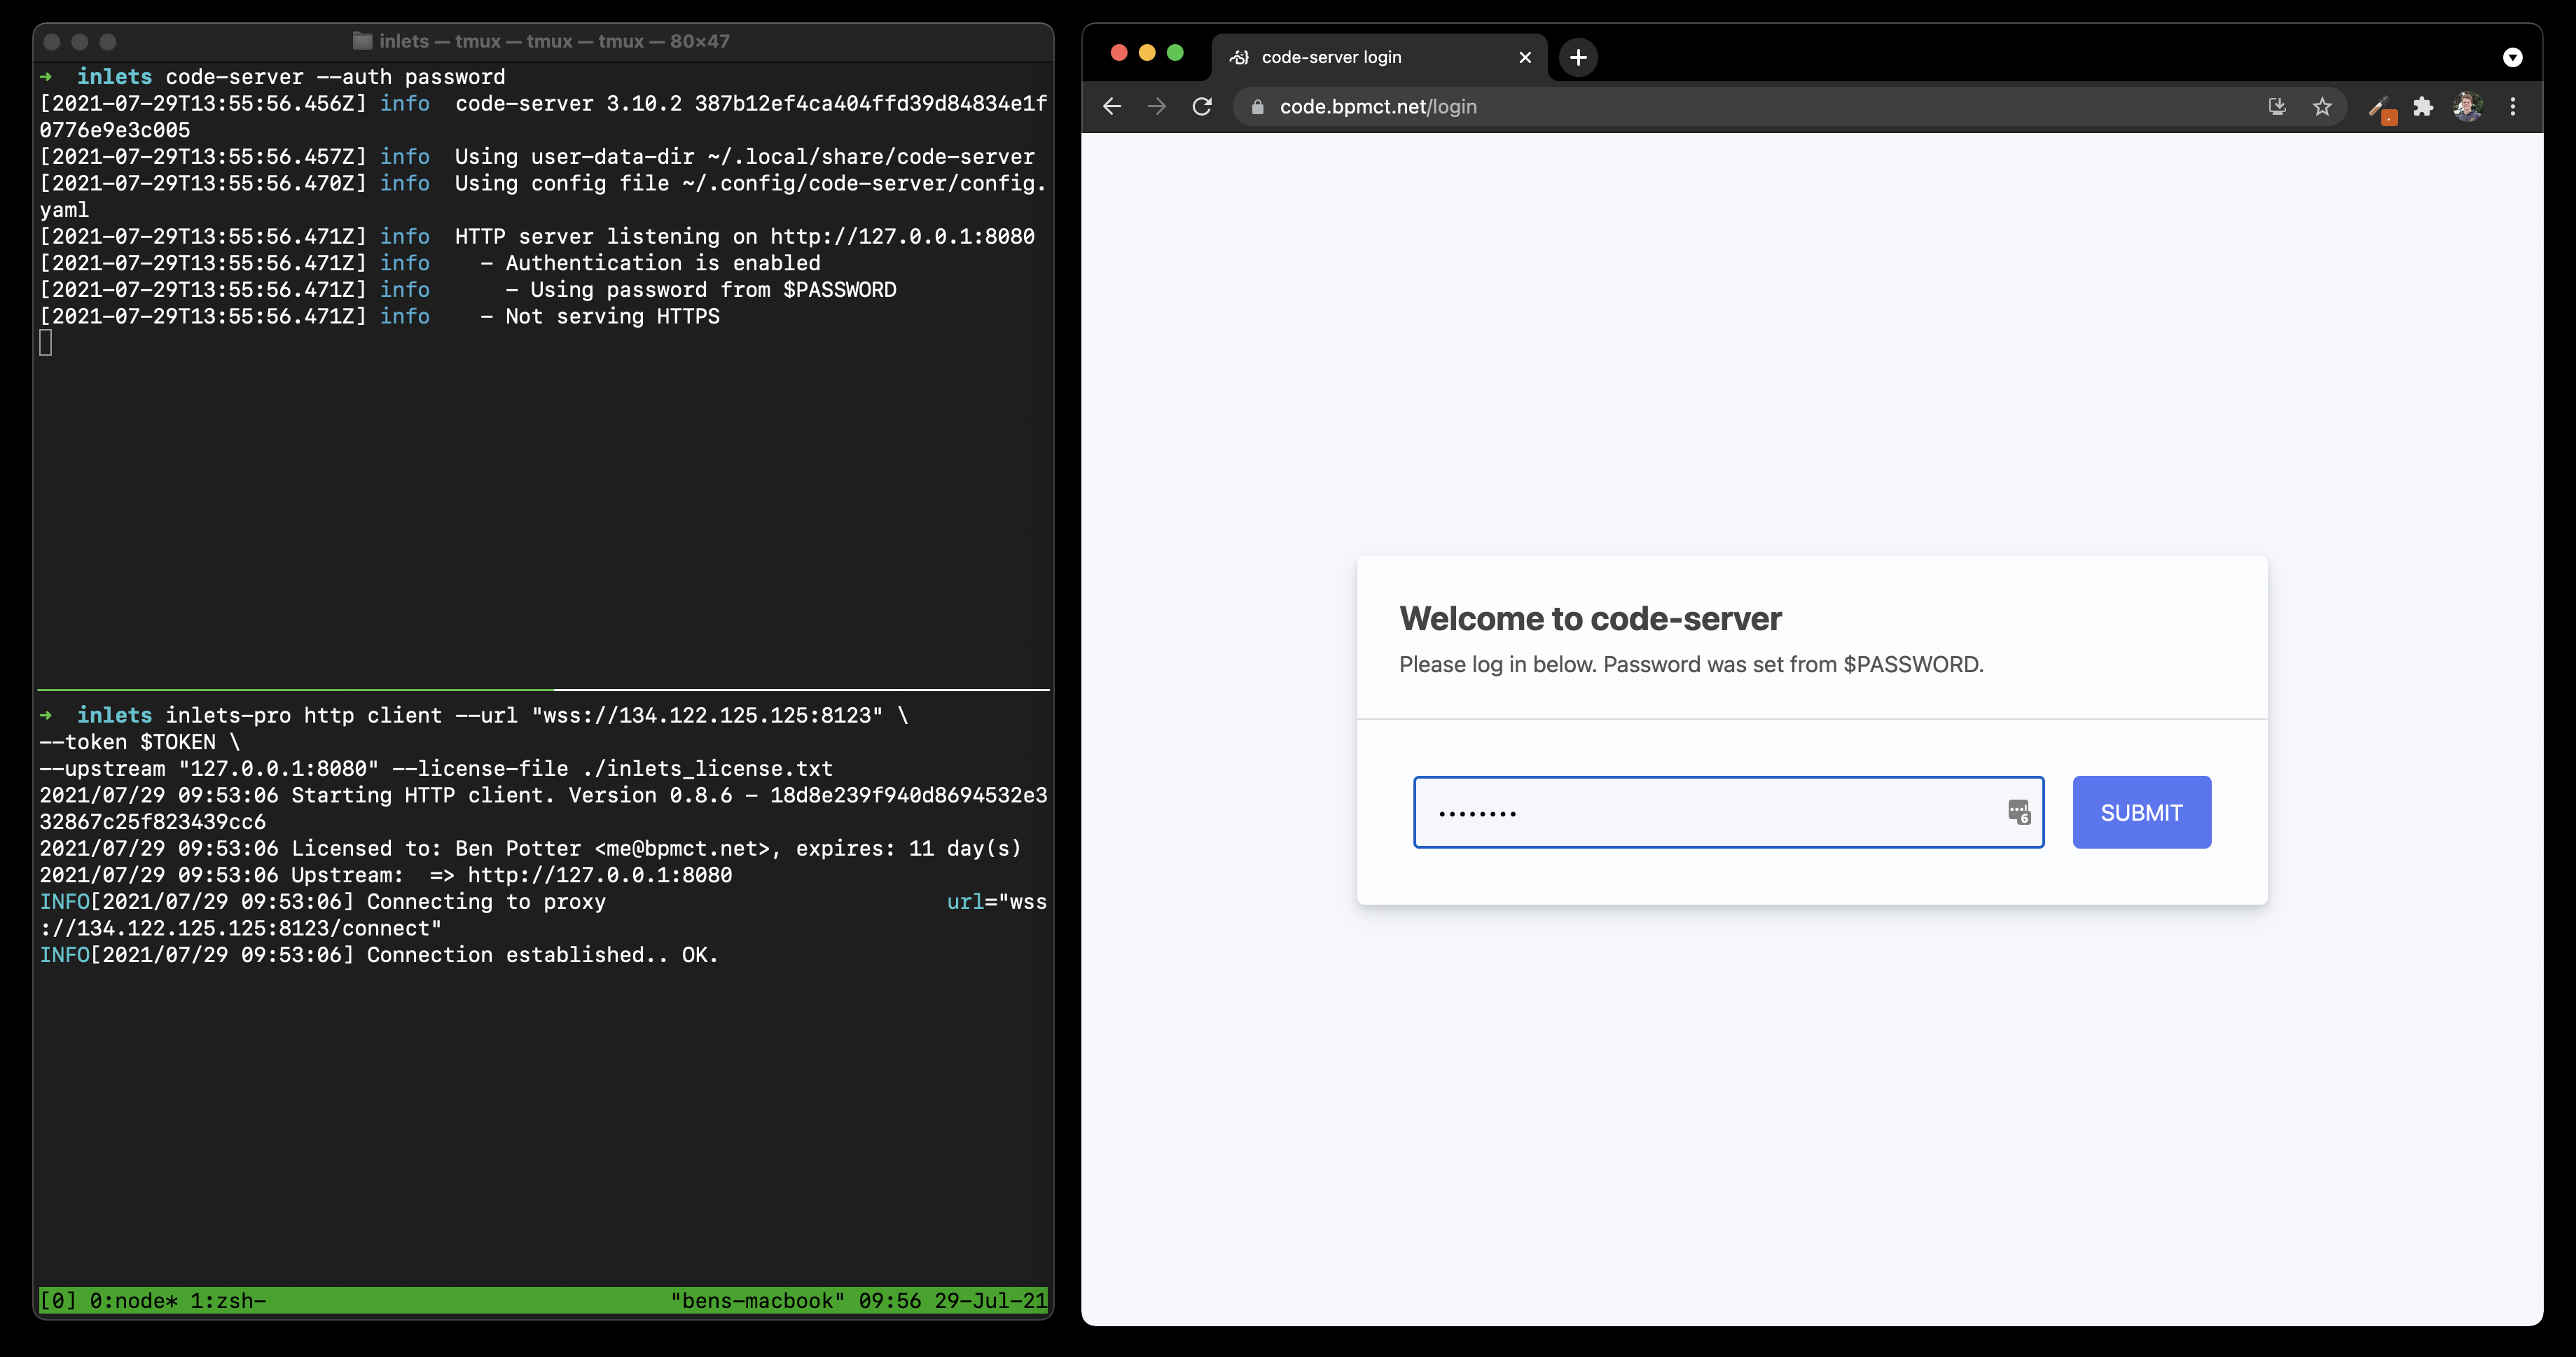 inlets — tmux — tmux — tmux — 80×47
➜  inlets code-server --auth password
[2021-07-29T13:55:56.456Z] info  code-server 3.10.2 387b12ef4ca404ffd39d84834e1f
0776e9e3c005
[2021-07-29T13:55:56.457Z] info  Using user-data-dir ~/.local/share/code-server
[2021-07-29T13:55:56.470Z] info  Using config file ~/.config/code-server/config.
yaml
[2021-07-29T13:55:56.471Z] info  HTTP server listening on http://127.0.0.1:8080
[2021-07-29T13:55:56.471Z] info    - Authentication is enabled
[2021-07-29T13:55:56.471Z] info      - Using password from $PASSWORD
[2021-07-29T13:55:56.471Z] info    - Not serving HTTPS
➜  inlets inlets-pro http client --url "wss://134.122.125.125:8123" \
--token $TOKEN \
--upstream "127.0.0.1:8080" --license-file ./inlets_license.txt
2021/07/29 09:53:06 Starting HTTP client. Version 0.8.6 - 18d8e239f940d8694532e3
32867c25f823439cc6
2021/07/29 09:53:06 Licensed to: Ben Potter <me@bpmct.net>, expires: 11 day(s)
2021/07/29 09:53:06 Upstream:  => http://127.0.0.1:8080
INFO[2021/07/29 09:53:06] Connecting to proxy                           url="wss
://134.122.125.125:8123/connect"
INFO[2021/07/29 09:53:06] Connection established.. OK.
[0] 0:node* 1:zsh-    "bens-macbook" 09:56 29-Jul-21
code-server login
code.bpmct.net/login
Welcome to code-server
Please log in below. Password was set from $PASSWORD.
••••••••
6
SUBMIT